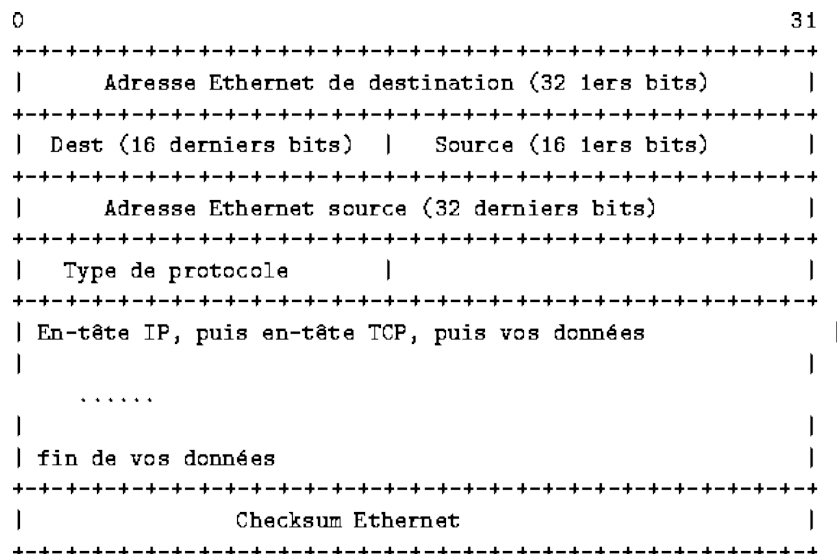 0 31
+-+-+-+-+-+-+-+-+-+-+-+-+-+-+-+-+-+-+-+-+-+-+-+-+-+-+-+-+-+-+
| Adresse Ethernet de destination (32 1ers bits) |
+-+-+-+-+-+-+-+-+-+-+-+-+-+-+-+-+-+-+-+-+-+-+-+-+-+-+-+-+-+-+
| Dest (16 derniers bits) | Source (16 1ers bits) |
+-+-+-+-+-+-+-+-+-+-+-+-+-+-+-+-+-+-+-+-+-+-+-+-+-+-+-+-+-+-+
| Adresse Ethernet source (32 derniers bits) |
+-+-+-+-+-+-+-+-+-+-+-+-+-+-+-+-+-+-+-+-+-+-+-+-+-+-+-+-+-+-+
| Type de protocole | |
+-+-+-+-+-+-+-+-+-+-+-+-+-+-+-+-+-+-+-+-+-+-+-+-+-+-+-+-+-+-+
| En-tête IP, puis en-tête TCP, puis vos données |
| |
......
| |
| fin de vos données |
+-+-+-+-+-+-+-+-+-+-+-+-+-+-+-+-+-+-+-+-+-+-+-+-+-+-+-+-+-+-+
| Checksum Ethernet |
+-+-+-+-+-+-+-+-+-+-+-+-+-+-+-+-+-+-+-+-+-+-+-+-+-+-+-+-+-+-+